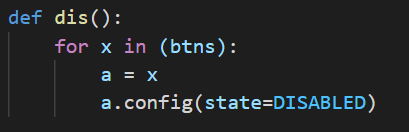 def dis():
    for x in (btns):
        a = x
        a.config(state=DISABLED)